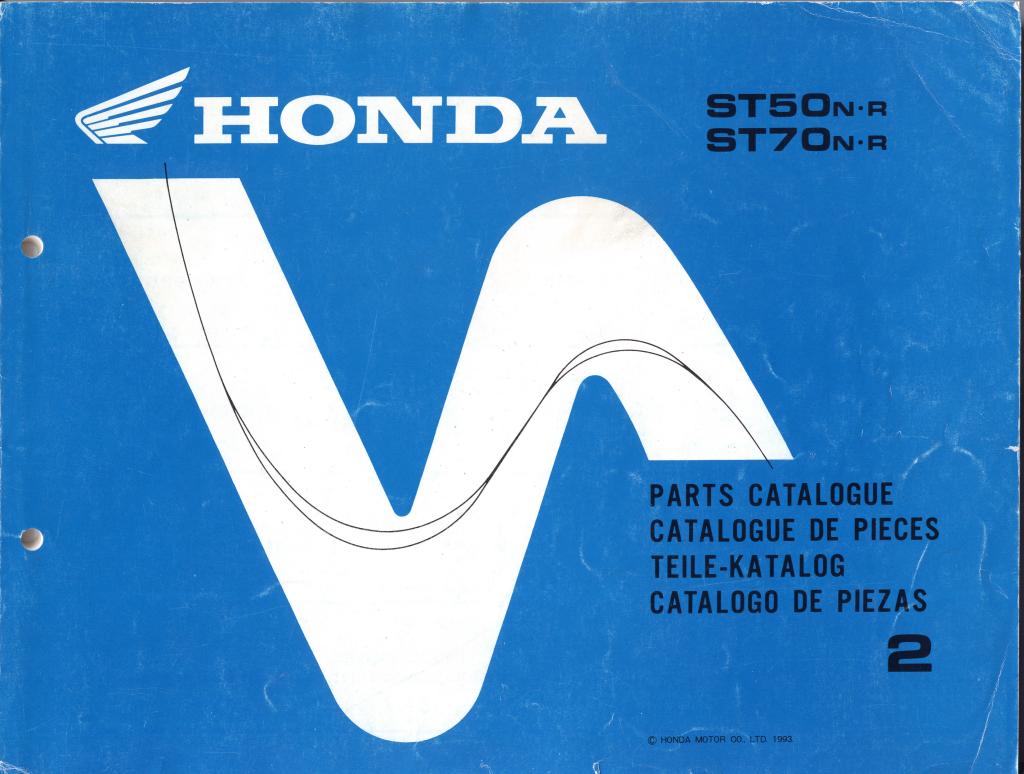 HONDA
ST50N·R
ST70N·R
PARTS CATALOGUE
CATALOGUE DE PIECES
TEILE-KATALOG
CATALOGO DE PIEZAS
2
© HONDA MOTOR CO., LTD. 1993.